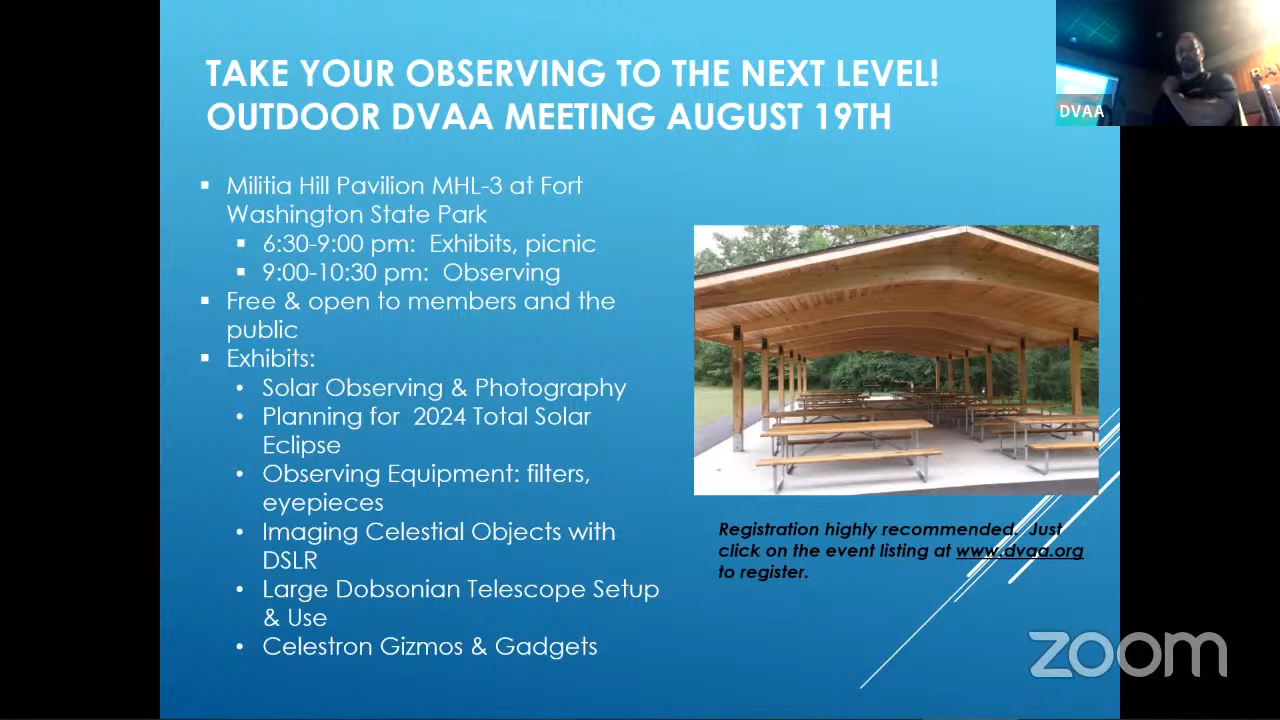 TAKE YOUR OBSERVING TO THE NEXT LEVEL!
OUTDOOR DVAA MEETING AUGUST 19TH
DVAA
Militia Hill Pavilion MHL-3 at Fort
Washington State Park
6:30-9:00 pm: Exhibits, picnic
9:00-10:30 pm: Observing
Free & open to members and the
public
Exhibits:
Solar Observing & Photography
Planning for 2024 Total Solar
Eclipse
Observing Equipment: filters,
eyepieces
Imaging Celestial Objects with
DSLR
Large Dobsonian Telescope Setup
& Use
Celestron Gizmos & Gadgets
Registration highly recommended. Just
click on the event listing at www.dvaa.org
to register.
zoom